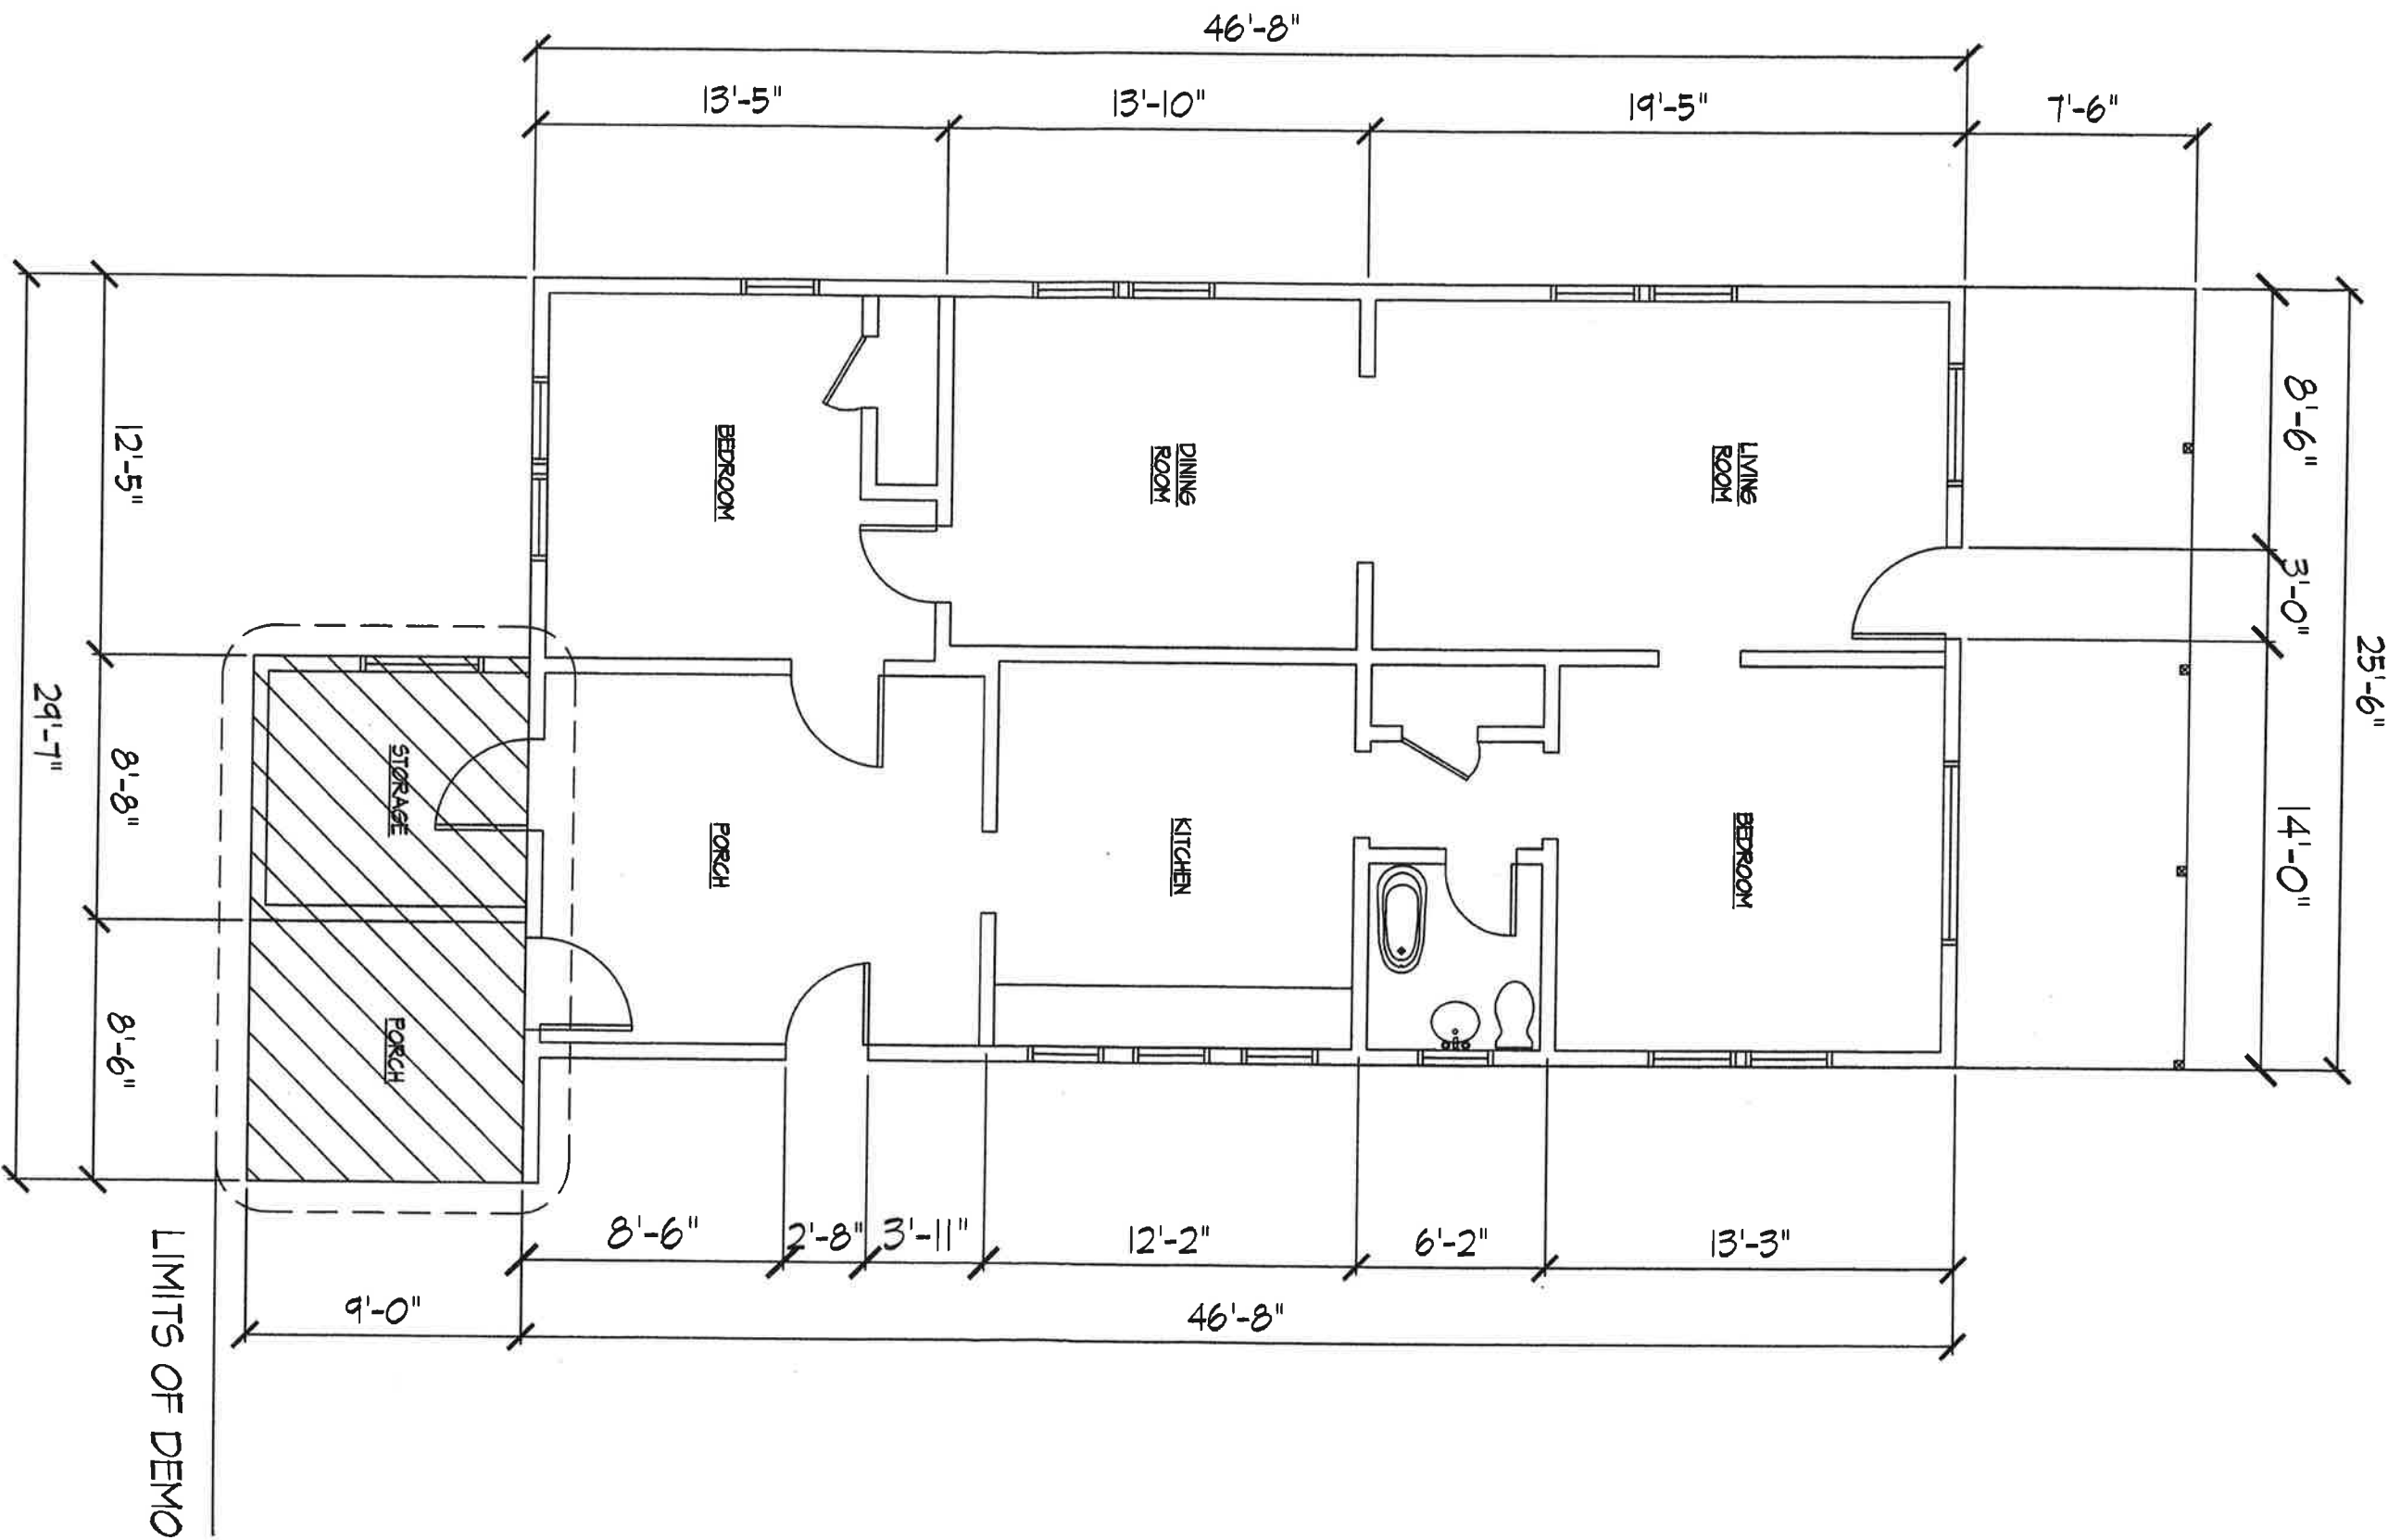 46'-8"
13'-5"
13'-10"
19'-5"
7'-6"
25'-6"
8'-6"
3'-0"
14'-0"
LIVING
ROOM
DINING
ROOM
BEDROOM
BEDROOM
KITCHEN
PORCH
STORAGE
PORCH
12'-5"
8'-8"
8'-6"
29'-7"
8'-6"
2'-8"
3'-11"
12'-2"
6'-2"
13'-3"
9'-0"
46'-8"
LIMITS OF DEMO